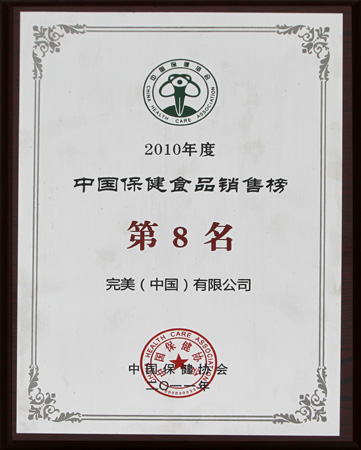 中国保健协会
CHINA HEALTH CARE ASSOCIATION
2010年度
中国保健食品销售榜
第8名
完美（中国）有限公司
CHINA HEALTH CARE ASSOCIATION
中国保健协会
中国保健协会
二〇一一年